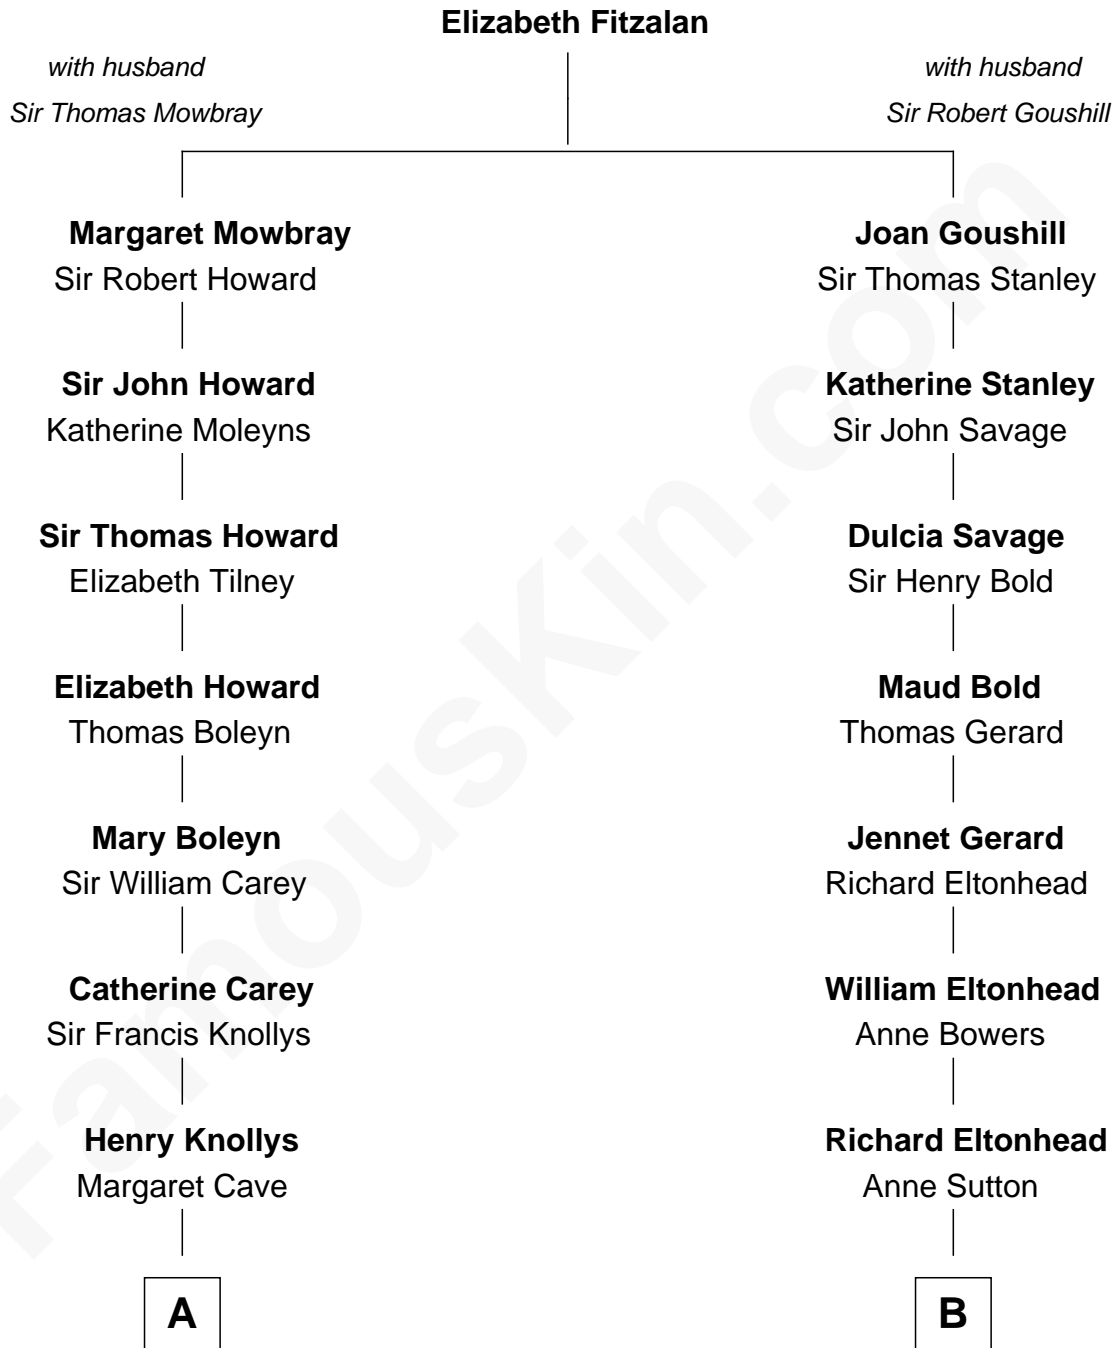 Elizabeth Fitzalan
with husband
Sir Thomas Mowbray
with husband
Sir Robert Goushill
Margaret Mowbray
Sir Robert Howard
Joan Goushill
Sir Thomas Stanley
Sir John Howard
Katherine Moleyns
Katherine Stanley
Sir John Savage
Sir Thomas Howard
Elizabeth Tilney
Dulcia Savage
Sir Henry Bold
Elizabeth Howard
Thomas Boleyn
Maud Bold
Thomas Gerard
Mary Boleyn
Sir William Carey
Jennet Gerard
Richard Eltonhead
Catherine Carey
Sir Francis Knollys
William Eltonhead
Anne Bowers
Henry Knollys
Margaret Cave
Richard Eltonhead
Anne Sutton
A
B
FamousKin.com